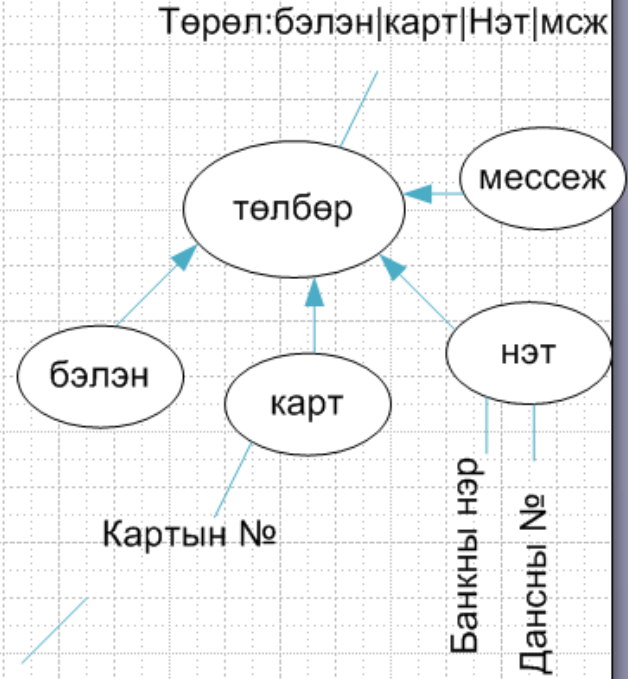 Төрөл:бэлэн|карт|Нэт|мсж
мессеж
төлбөр
нэт
бэлэн
карт
Картын №
Банкны нэр
Дансны №